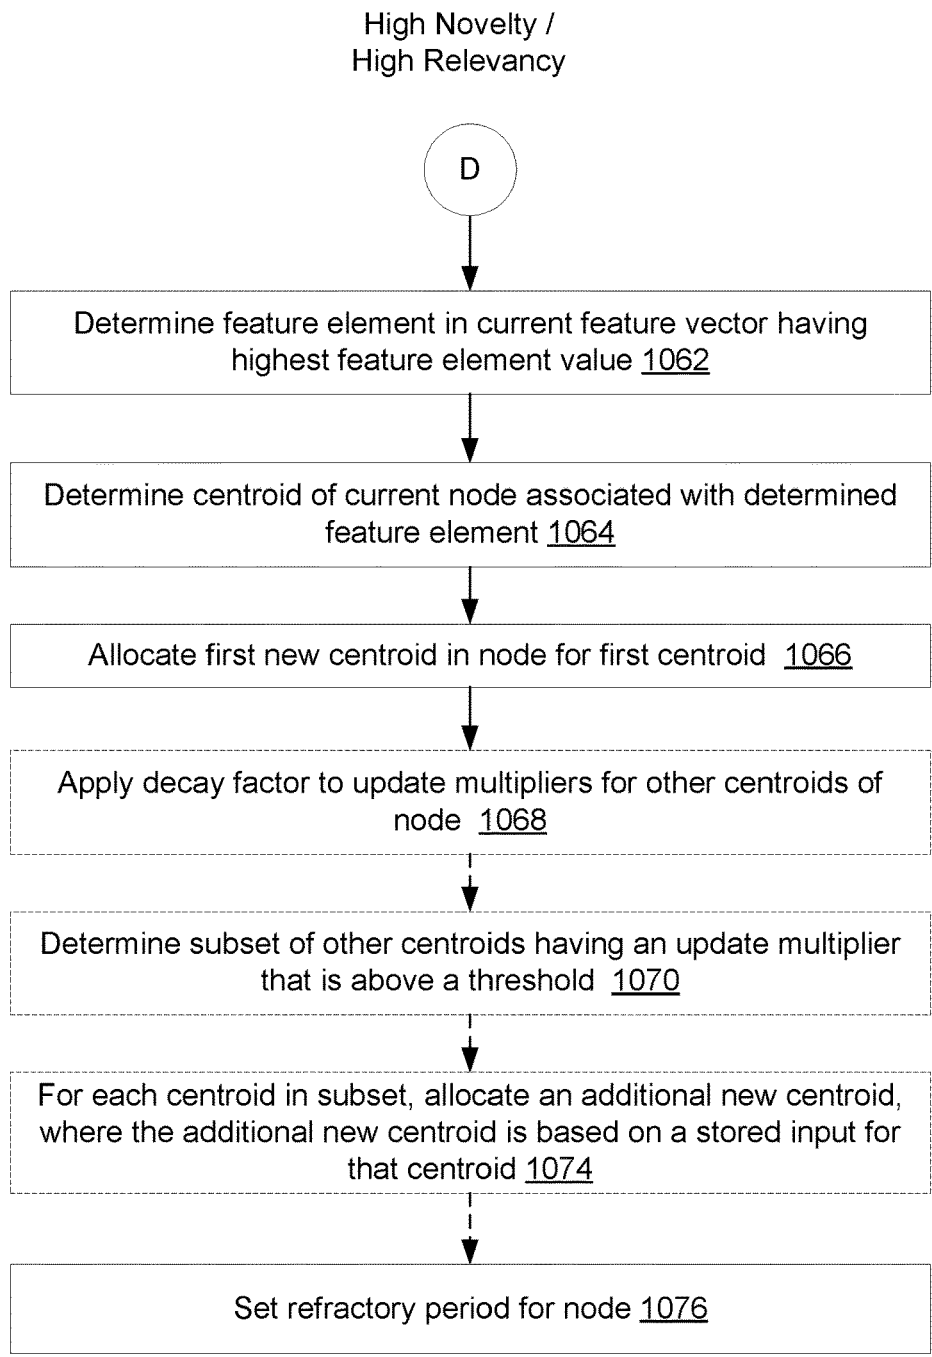 High Novelty /
High Relevancy
D
Determine feature element in current feature vector having
highest feature element value 1062
Determine centroid of current node associated with determined
feature element 1064
Allocate first new centroid in node for first centroid 1066
Apply decay factor to update multipliers for other centroids of
node 1068
Determine subset of other centroids having an update multiplier
that is above a threshold 1070
For each centroid in subset, allocate an additional new centroid,
where the additional new centroid is based on a stored input for
that centroid 1074
Set refractory period for node 1076